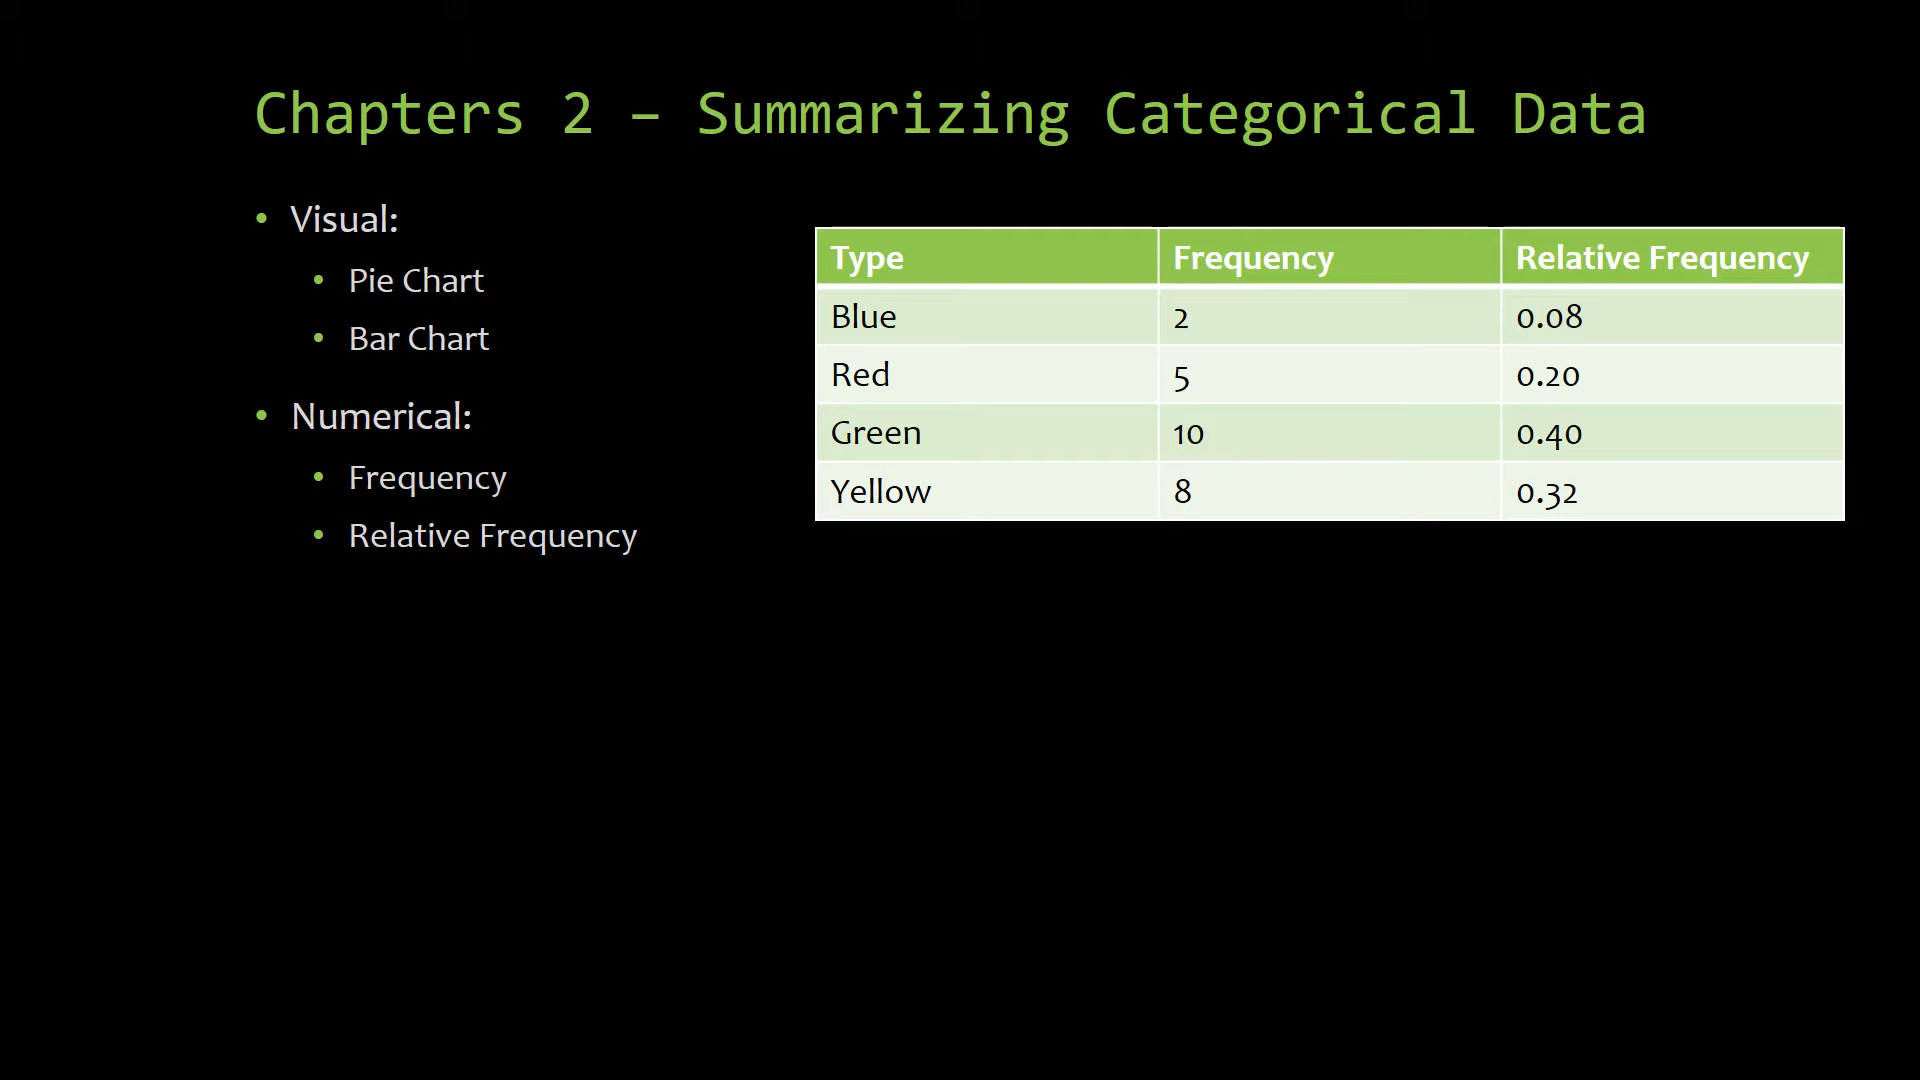 Chapters 2 – Summarizing Categorical Data
• Visual:
• Pie Chart
• Bar Chart
• Numerical:
• Frequency
• Relative Frequency
Type Frequency Relative Frequency
Blue 2 0.08
Red 5 0.20
Green 10 0.40
Yellow 8 0.32